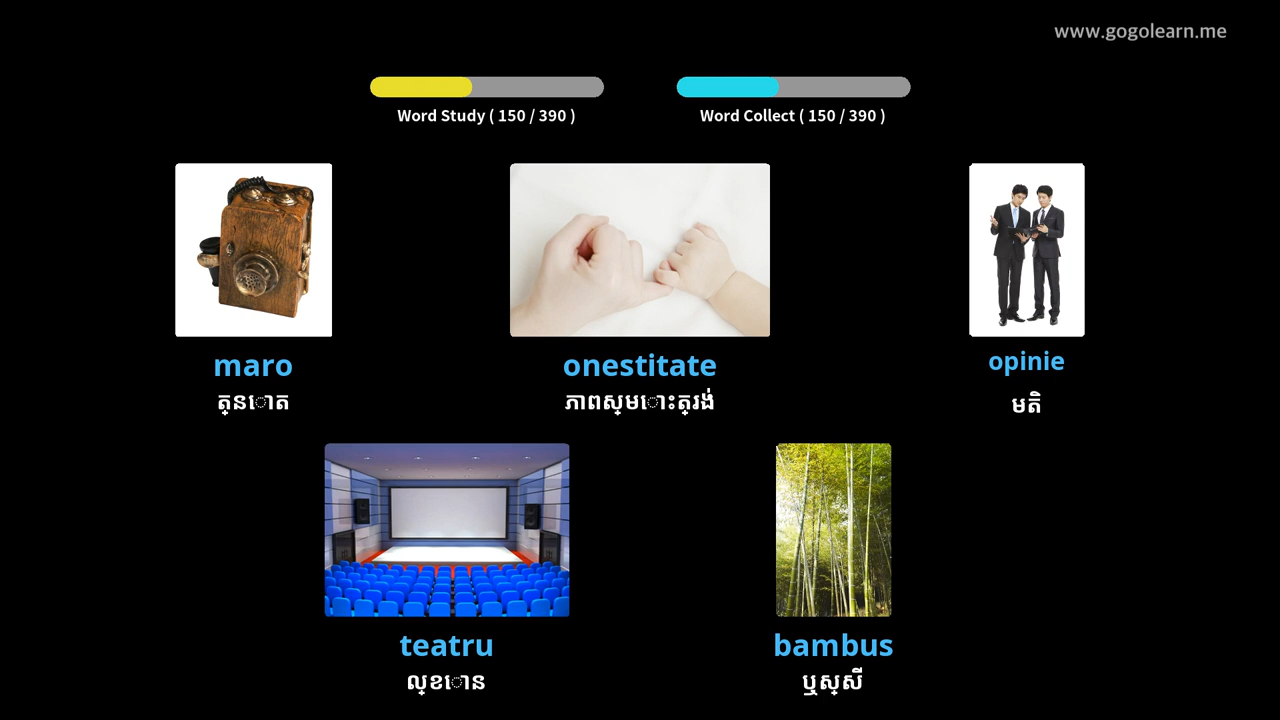 www.gogolearn.me
Word Study ( 150 / 390 )
Word Collect ( 150 / 390 )
maro
ត្នោត
onestitate
ភាពស្មោះត្រង់
opinie
មតិ
teatru
ល្ខោន
bambus
ឬស្សី